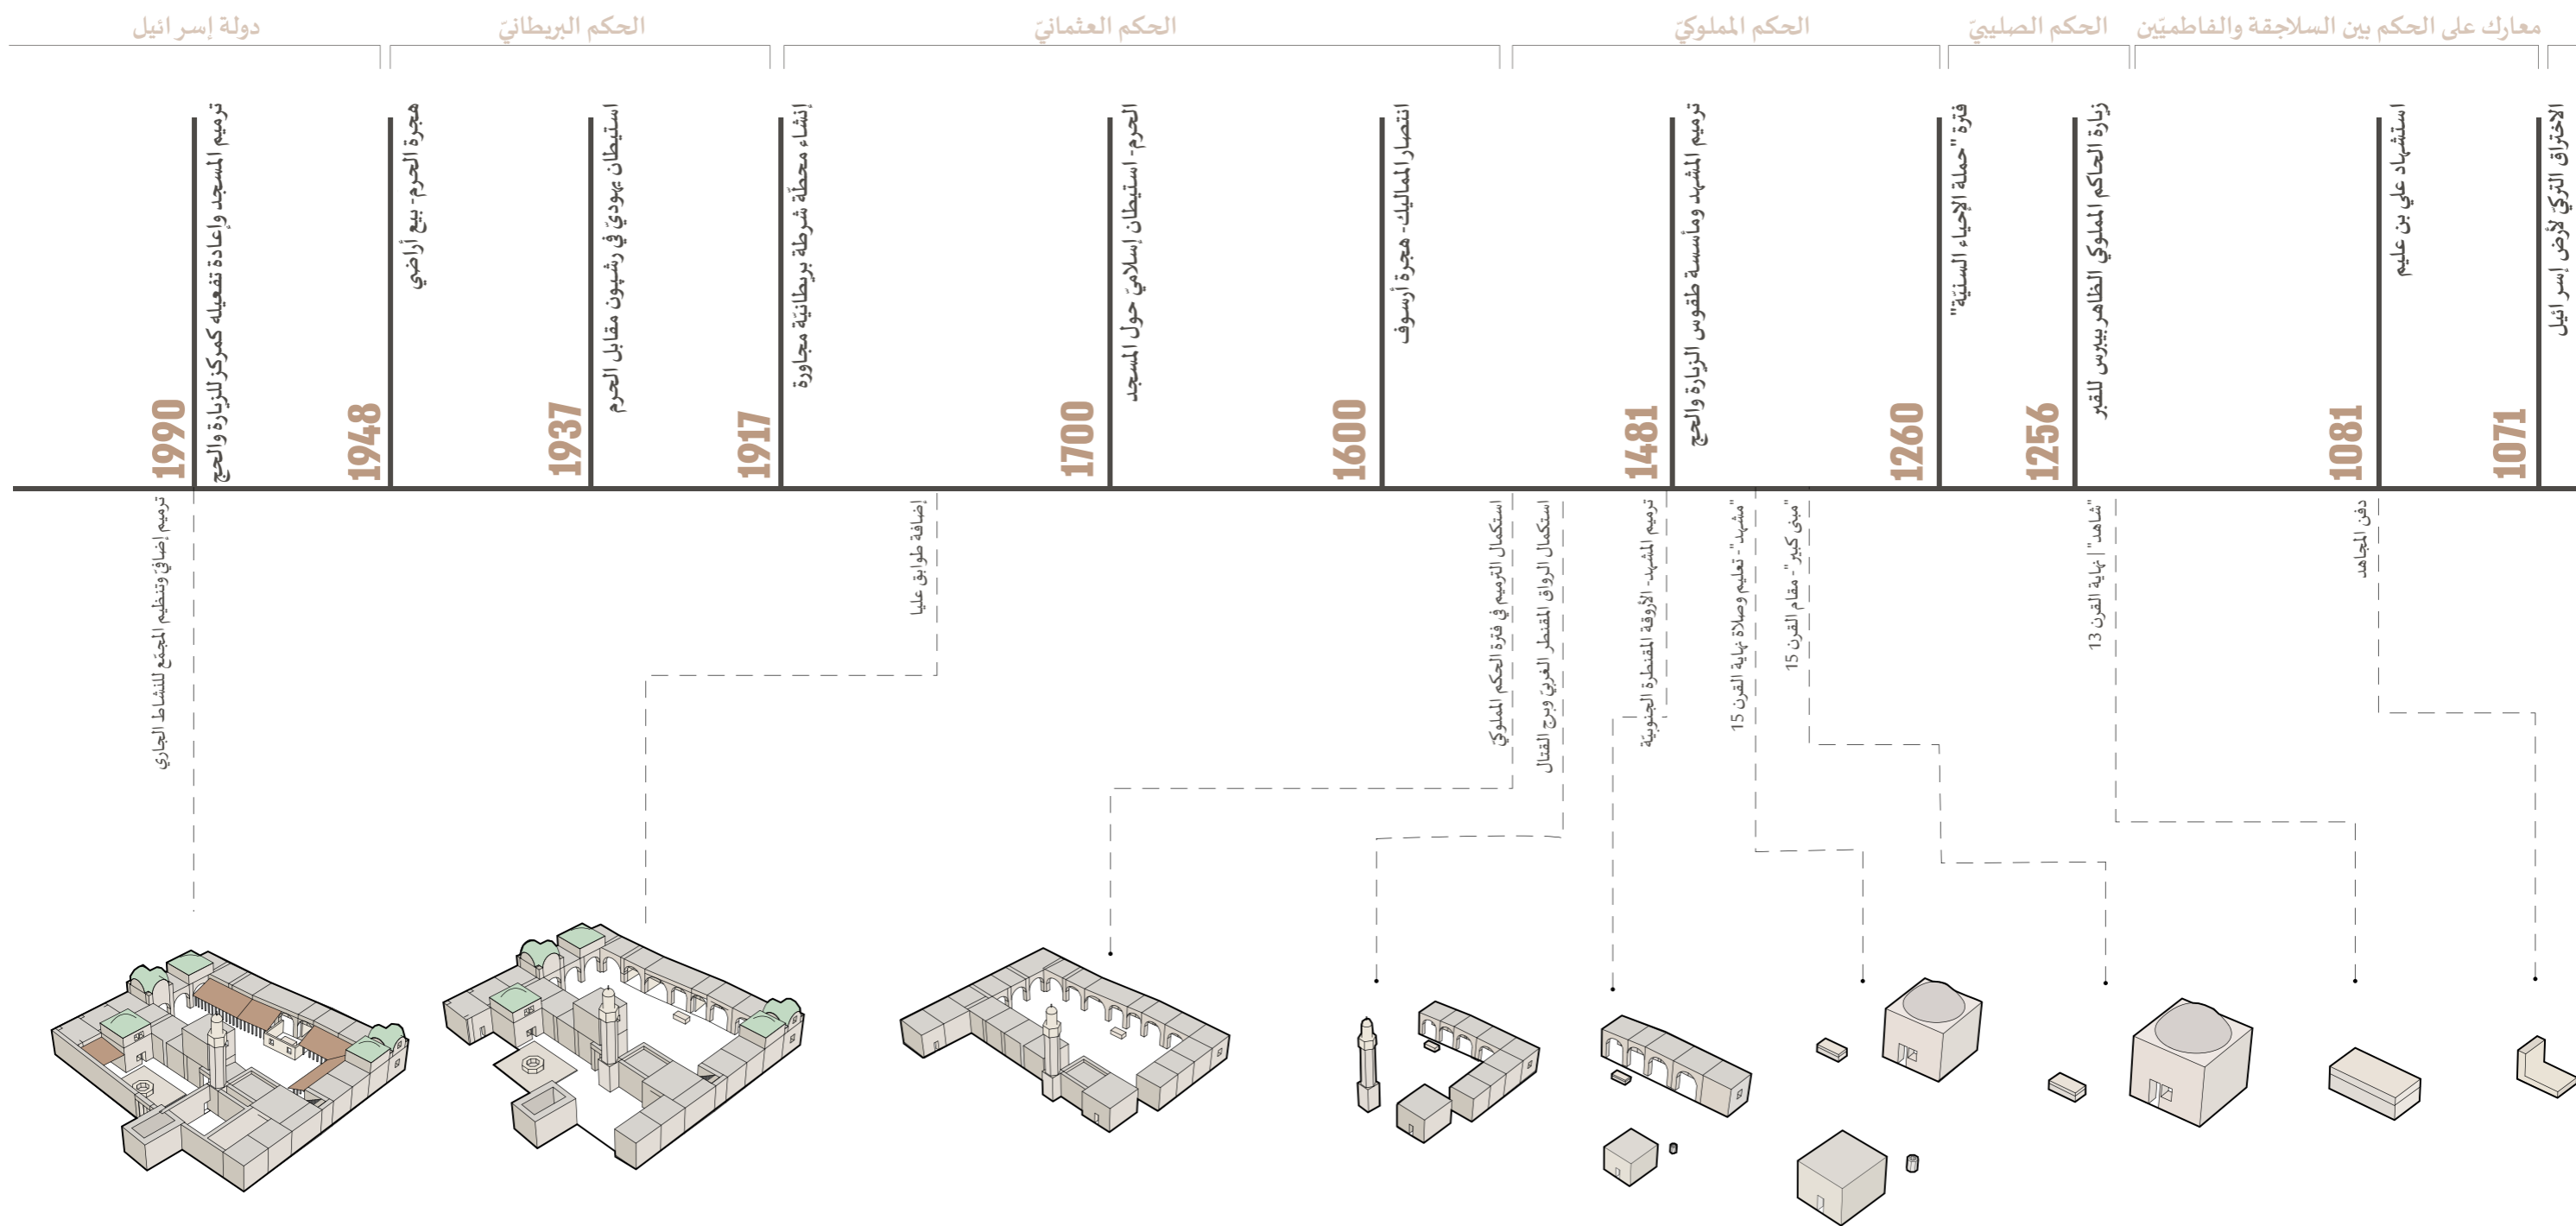 معارك على الحكم بين السلاجقة والفاطميّين
الحكم الصليبيّ
الحكم المملوكيّ
الحكم العثمانيّ
الحكم البريطانيّ
دولة إسرائيل
الاختراق التركيّ لأرض إسرائيل
1071
استشهاد علي بن عليم
1081
زيارة الحاكم المملوكي الظاهر بيبرس للقبر
1256
فترة "حملة الإحياء السنيّة"
1260
ترميم المشهد ومأسسة طقوس الزيارة والحج
1481
انتصار المماليك- هجرة أرسوف
1600
الحرم- استيطان إسلاميّ حول المسجد
1700
إنشاء محطّة شرطة بريطانيّة مجاورة
1917
استيطان يهوديّ في رشبون مقابل الحرم
1937
هجرة الحرم- بيع أراضي
1948
ترميم المسجد وإعادة تفعيله كمركز للزيارة والحج
1990
دفن المجاهد
"شاهد" | نهاية القرن 13
"مبنى كبير"- مقام القرن 15
"مشهد"- تعليم وصلاة نهاية القرن 15
ترميم المشهد- الأروقة المقنطرة الجنوبيّة
استكمال الرواق المقنطر الغربيّ وبرج القتال
استكمال الترميم في فترة الحكم المملوكيّ
إضافة طوابق عليا
ترميم إضافيّ وتنظيم المجمّع للنشاط الجاري